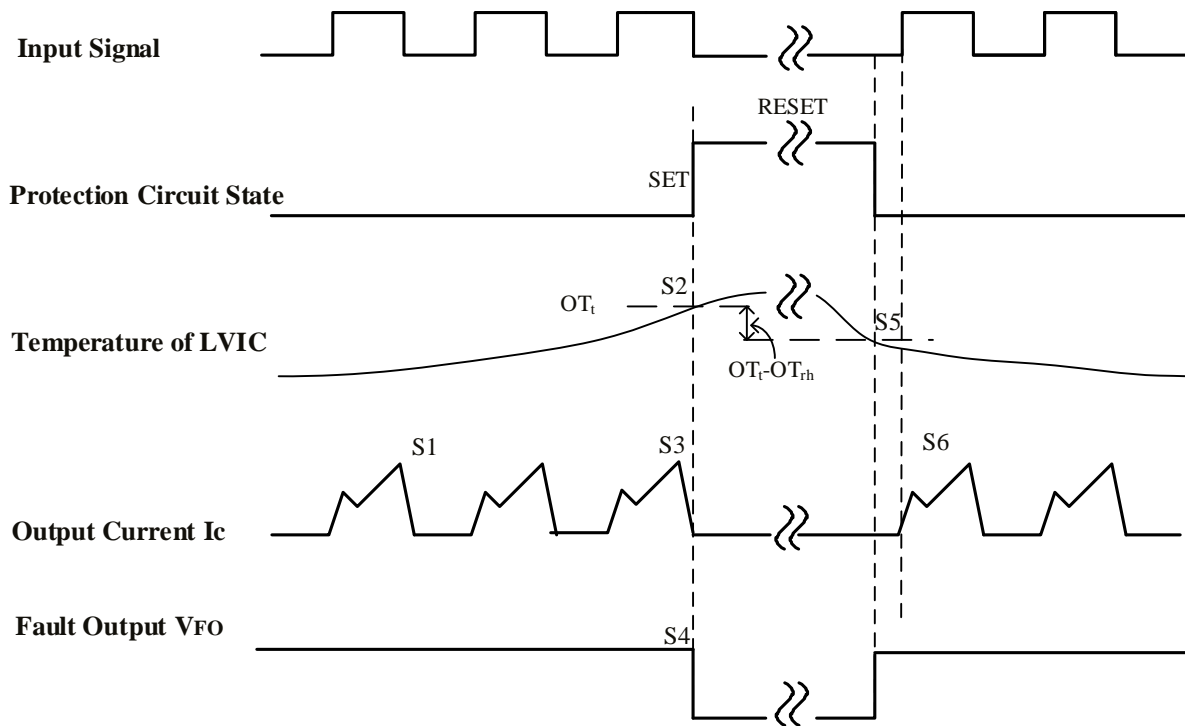 Input Signal
RESET
SET
Protection Circuit State
S2
OTt
S5
Temperature of LVIC
OTt-OTrh
S1
S3
S6
Output Current Ic
Fault Output VFO
S4